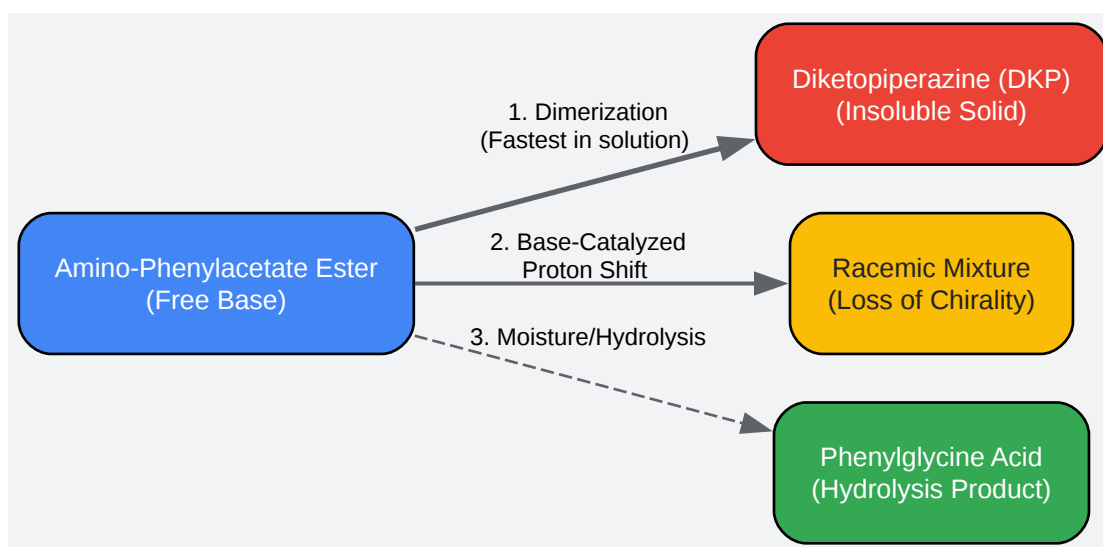 Diketopiperazine (DKP)
(Insoluble Solid)
1. Dimerization
(Fastest in solution)
Amino-Phenylacetate Ester
(Free Base)
2. Base-Catalyzed
Proton Shift
Racemic Mixture
(Loss of Chirality)
3. Moisture/Hydrolysis
Phenylglycine Acid
(Hydrolysis Product)